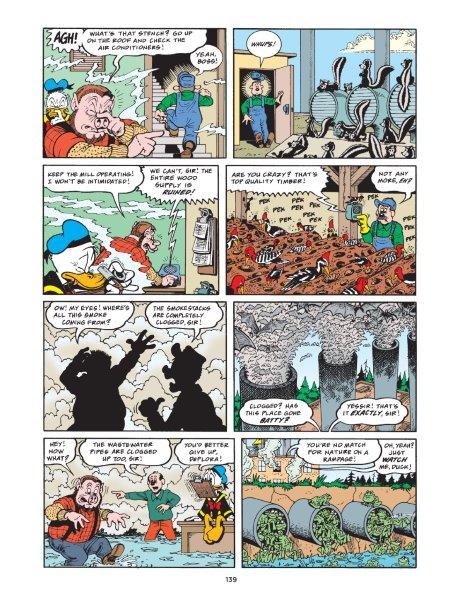 AGH!
WHAT'S THAT STENCH? GO UP
ON THE ROOF AND CHECK THE
AIR CONDITIONERS!
YEAH,
BOSS!
WHUPS!
KEEP THE MILL OPERATING!
I WON'T BE INTIMIDATED!
WE CAN'T, SIR! THE
ENTIRE WOOD
SUPPLY IS
RUINED!
ARE YOU CRAZY? THAT'S
TOP QUALITY TIMBER!
NOT ANY
MORE,
PEK
PEK
PEK
PEK
PEK
PEK
PEK
PEK
OW! MY EYES! WHERE'S
ALL THIS SMOKE
COMING FROM?
THE SMOKESTACKS
ARE COMPLETELY
CLOGGED, SIR!
CLOGGED? HAS
THIS PLACE GONE
BATTY?
YESSIR! THAT'S
IT EXACTLY, SIR!
HEY!
NOW
WHAT?
THE WASTEWATER
PIPES ARE CLOGGED
UP TOO, SIR!
YOU'D BETTER
GIVE UP,
DEPLORA!
YOU'RE NO MATCH
FOR NATURE ON A
RAMPAGE!
OH, YEAH?
JUST
WATCH
ME, DUCK!
139